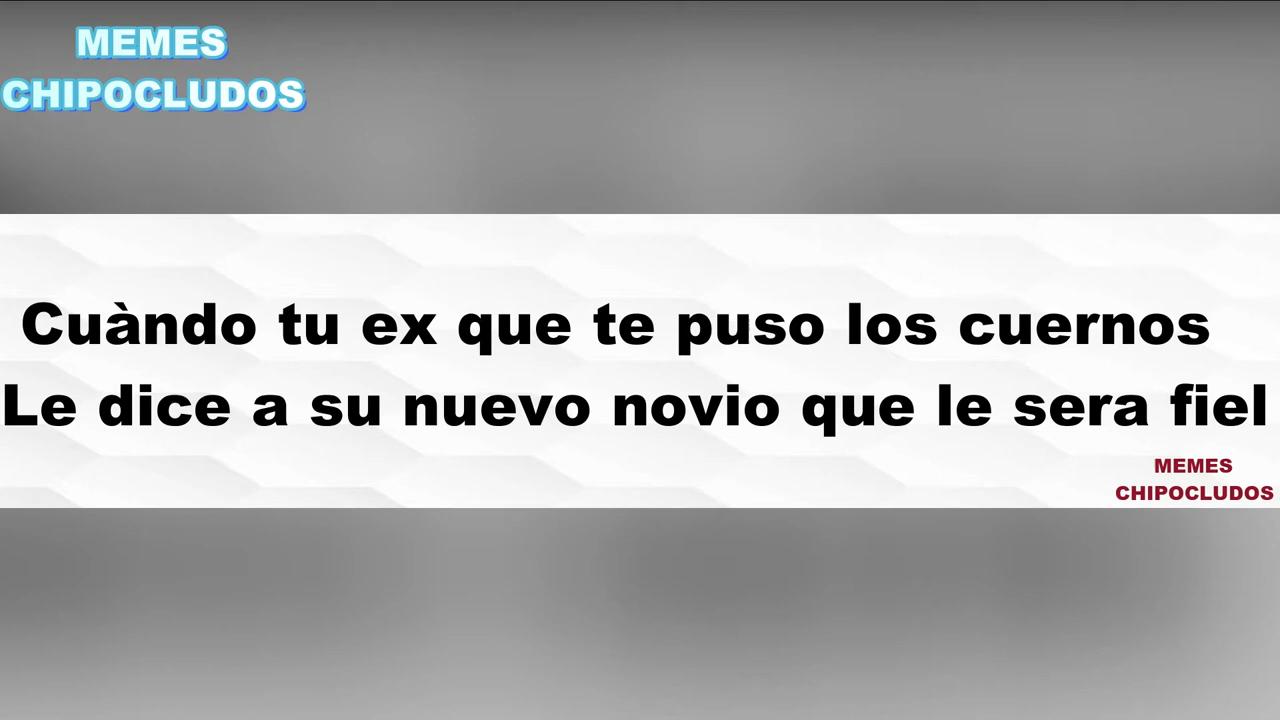 MEMES
CHIPOCLUDOS
Cuàndo tu ex que te puso los cuernos
Le dice a su nuevo novio que le sera fiel
MEMES
CHIPOCLUDOS